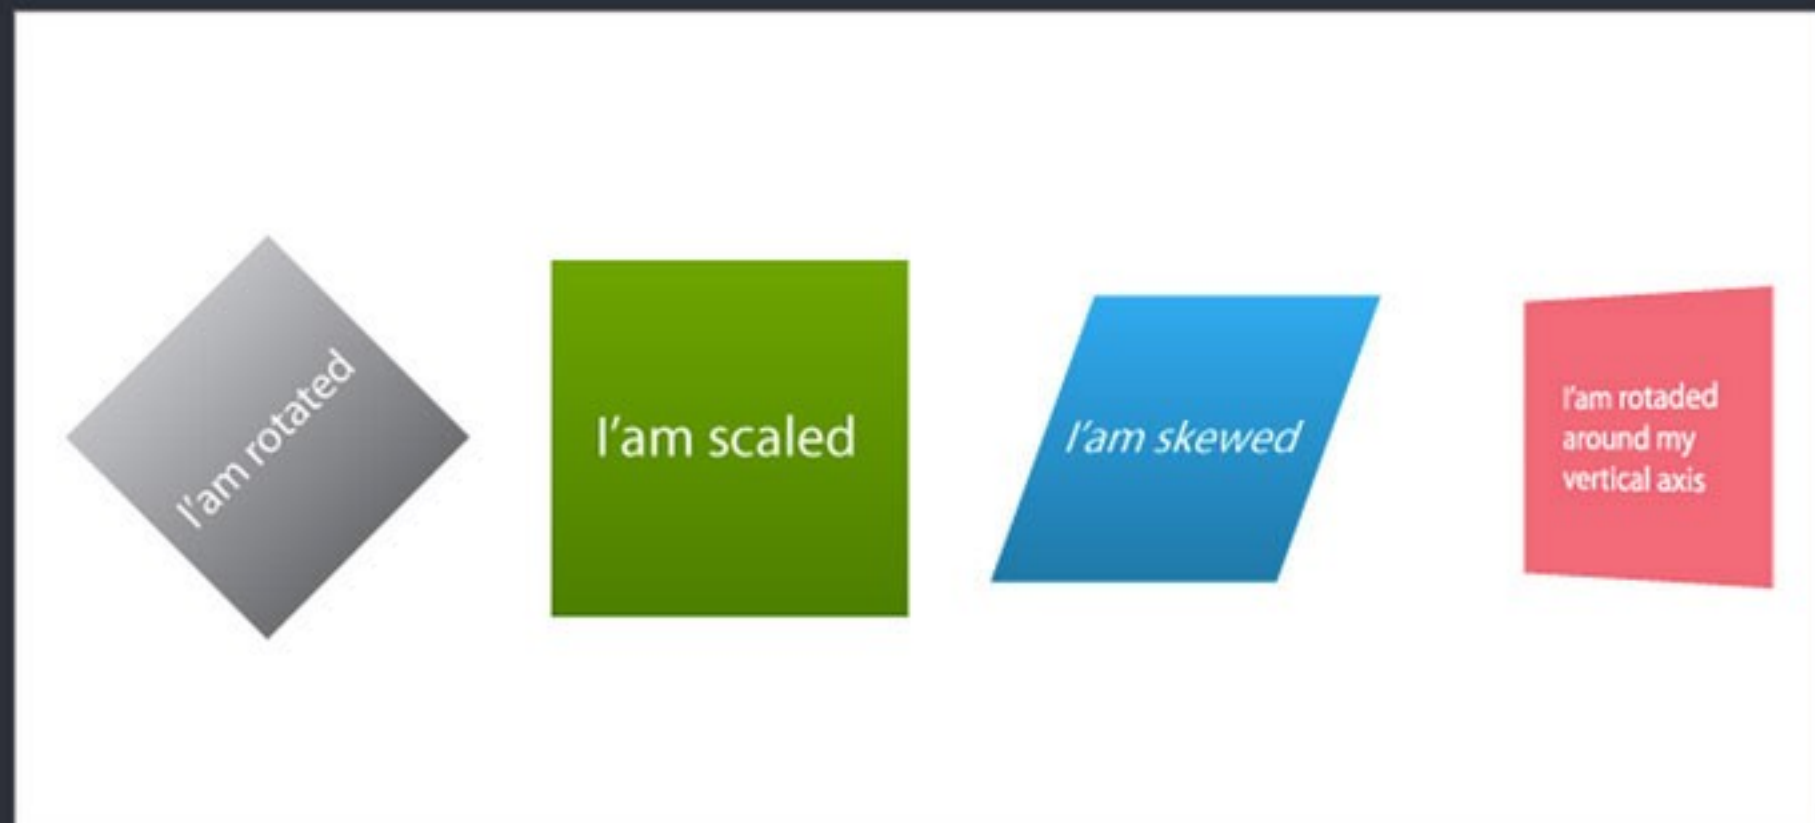 I'am rotated
I'am scaled
I'am skewed
I'am rotaded
around my
vertical axis